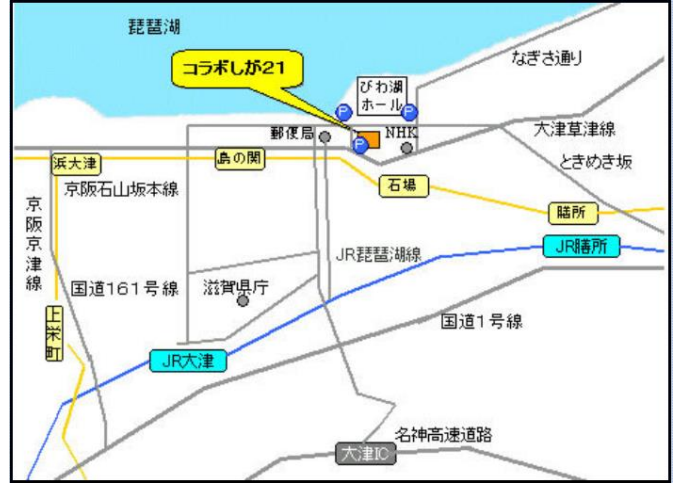 琵琶湖
なぎさ通り
コラボしが21
びわ湖
ホール
P
P
郵便局
P
NHK
大津草津線
浜大津
島の関
ときめき坂
京阪石山坂本線
石場
京阪京津線
膳所
JR琵琶湖線
JR膳所
国道161号線
滋賀県庁
上栄町
国道1号線
JR大津
名神高速道路
大津IC